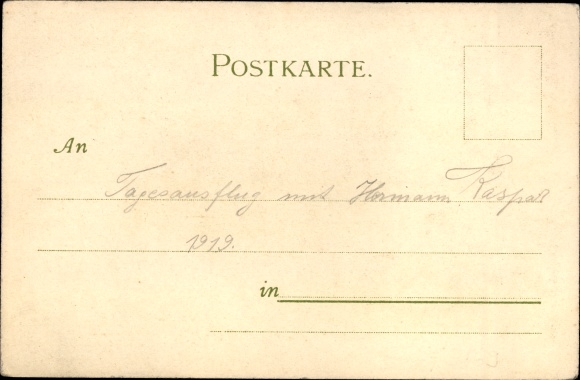 POSTKARTE.
An
Tagesausflug mit Hermann Kaspar
1919.
in